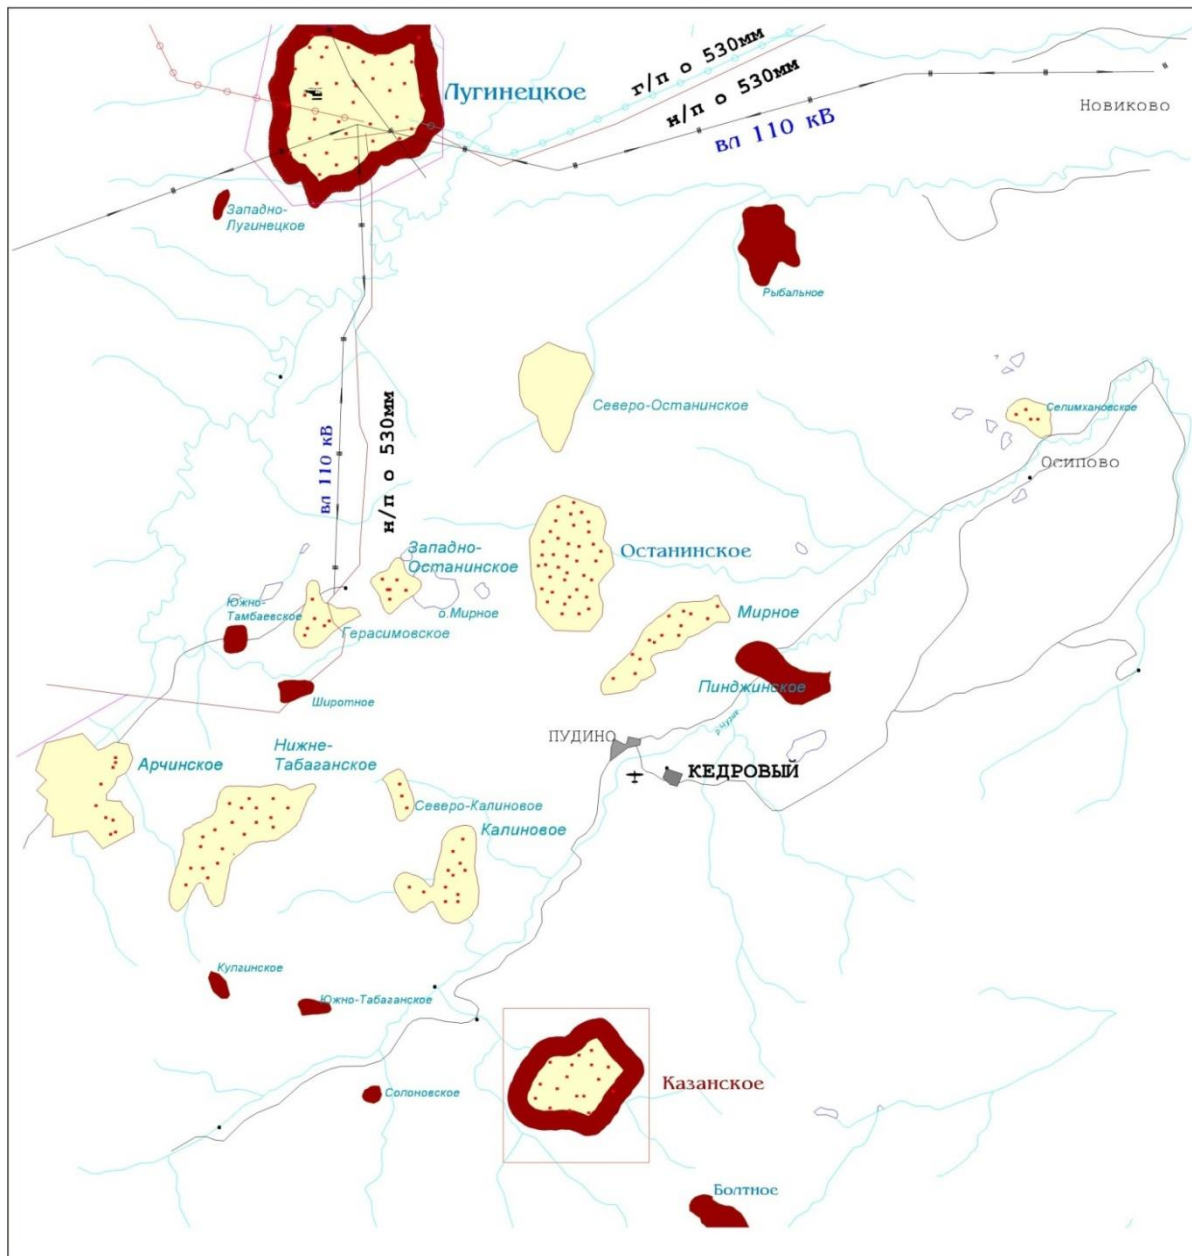 г/п о 530мм
н/п о 530мм
вл 110 кВ
Лугинецкое
Новиково
Западно-
Лугинецкое
Рыбальное
Северо-Останинское
Селимхановское
Осипово
вл 110 кВ
н/п о 530мм
Западно-
Останинское
Останинское
Южно-
Тамбаевское
о.Мирное
Герасимовское
Мирное
Пинджинское
Широтное
р.Чузик
ПУДИНО
КЕДРОВЫЙ
Арчинское
Нижне-
Табаганское
Северо-Калиновое
Калиновое
Кулгинское
Южно-Табаганское
Солоновское
Казанское
Болтное